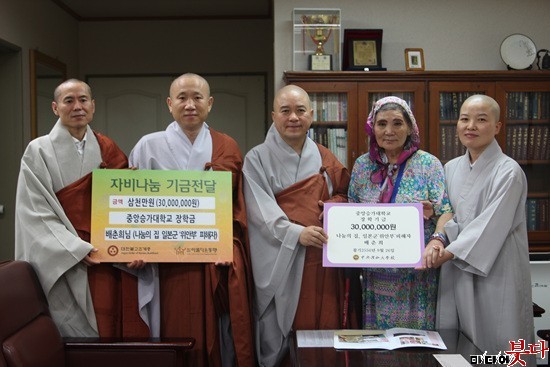 자비나눔 기금전달
금액 삼천만원(30,000,000원)
중앙승가대학교 장학금
배춘희님 (나눔의 집 일본군'위안부'피해자)
중앙승가대학교
장학기금
30,000,000원
나눔의 집, 일본군'위안부'피해자
배춘희
붓다